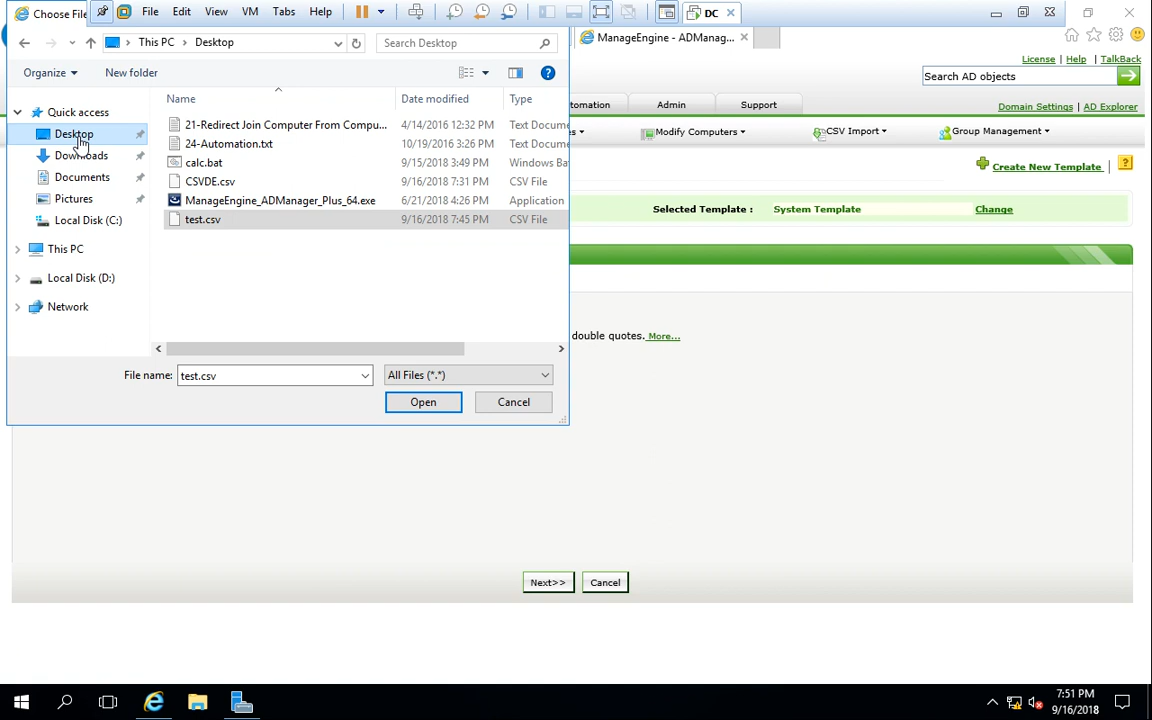 Choose File
File
Edit
View
VM
Tabs
Help
DC
This PC
Desktop
Search Desktop
ManageEngine - ADManag...
Organize
New folder
License | Help | TalkBack
Search AD objects
Domain Settings | AD Explorer
omation
Admin
Support
Modify Computers
CSV Import
Group Management
Create New Template |
Selected Template :
System Template
Change
double quotes. More...
Quick access
Desktop
Downloads
Documents
Pictures
Local Disk (C:)
This PC
Local Disk (D:)
Network
Name
Date modified
Type
21-Redirect Join Computer From Compu...
4/14/2016 12:32 PM
Text Docume
24-Automation.txt
10/19/2016 3:26 PM
Text Docume
calc.bat
9/15/2018 3:49 PM
Windows Bat
CSVDE.csv
9/16/2018 7:31 PM
CSV File
ManageEngine_ADManager_Plus_64.exe
6/21/2018 4:26 PM
Application
test.csv
9/16/2018 7:45 PM
CSV File
File name:
test.csv
All Files (*.*)
Open
Cancel
Next>>
Cancel
7:51 PM
9/16/2018